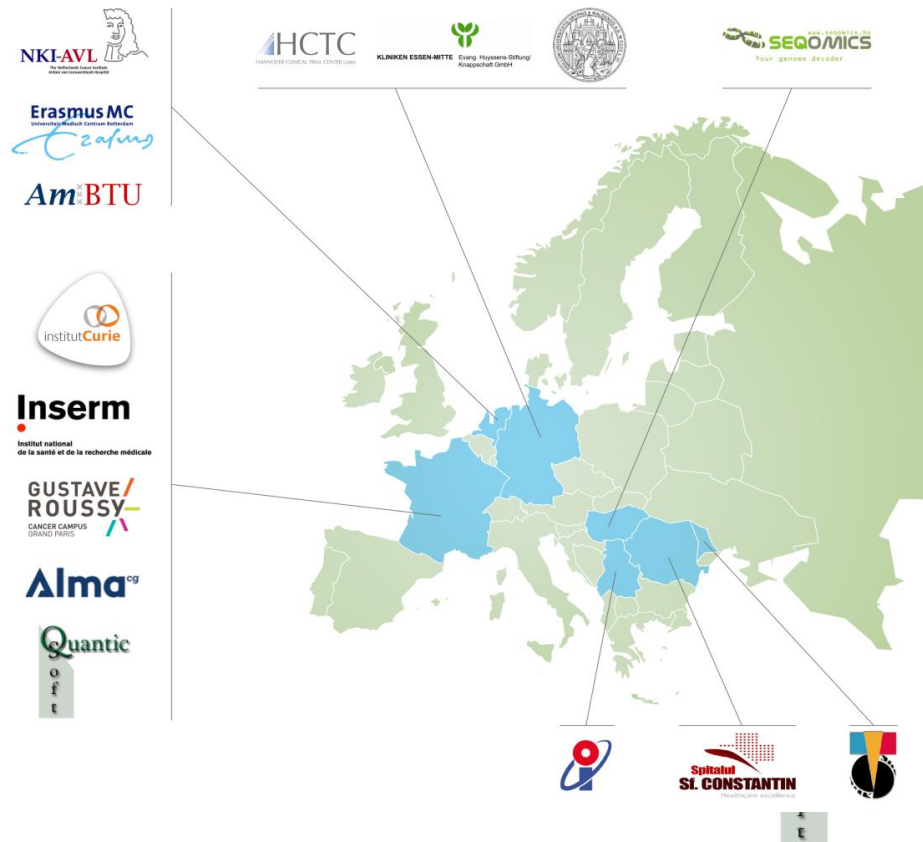 NKI-AVL
The Netherlands Cancer Institute
Antoni van Leeuwenhoek Hospital
Erasmus MC
Universitair Medisch Centrum Rotterdam
Erasmus
AmBTU
HCTC
HANNOVER CLINICAL TRIAL CENTER GMBH
KLINIKEN ESSEN-MITTE Evang. Huyssens-Stiftung/
Knappschaft GmbH
www.seqomics.hu
SEQOMICS
Your genome decoder
institutCurie
Inserm
Institut national
de la santé et de la recherche médicale
GUSTAVE/
ROUSSY
CANCER CAMPUS
GRAND PARIS
Alma cg
Quantic
Soft
Spitalul
Sf. CONSTANTIN
Healthcare excellence
f
t